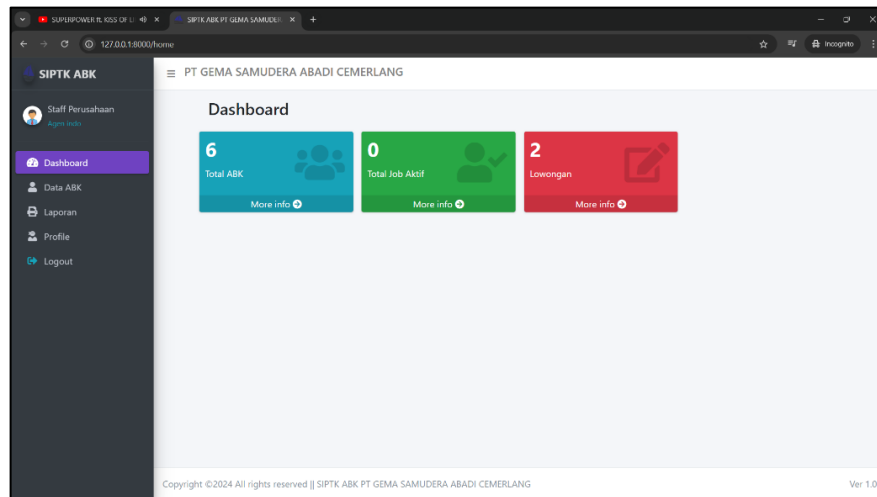 SUPERPOWER ft. KISS OF LI
SIPTK ABK PT GEMA SAMUDER
127.0.0.1:8000/home
Incognito
SIPTK ABK
PT GEMA SAMUDERA ABADI CEMERLANG
Staff Perusahaan
Agen indo
Dashboard
Data ABK
Laporan
Profile
Logout
Dashboard
6
Total ABK
More info
0
Total Job Aktif
More info
2
Lowongan
More info
Copyright ©2024 All rights reserved || SIPTK ABK PT GEMA SAMUDERA ABADI CEMERLANG
Ver 1.0